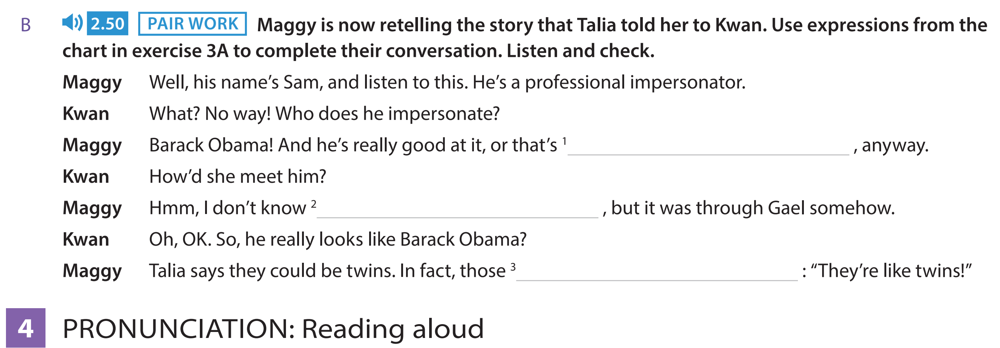 B 2.50 PAIR WORK Maggy is now retelling the story that Talia told her to Kwan. Use expressions from the
chart in exercise 3A to complete their conversation. Listen and check.
Maggy Well, his name’s Sam, and listen to this. He’s a professional impersonator.
Kwan What? No way! Who does he impersonate?
Maggy Barack Obama! And he’s really good at it, or that’s 1 , anyway.
Kwan How’d she meet him?
Maggy Hmm, I don’t know 2 , but it was through Gael somehow.
Kwan Oh, OK. So, he really looks like Barack Obama?
Maggy Talia says they could be twins. In fact, those 3 : “They’re like twins!”
4 PRONUNCIATION: Reading aloud